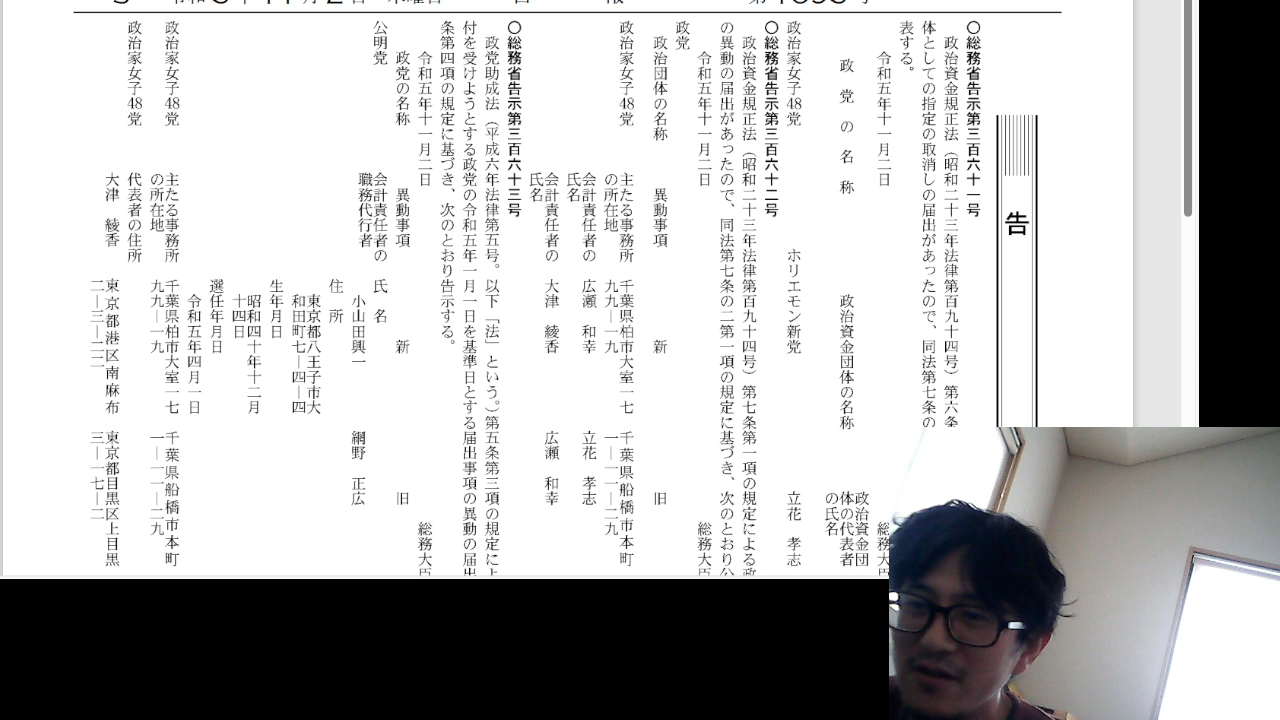 告
〇総務省告示第三百六十一号
政治資金規正法（昭和二十三年法律第百九十四号）第六条
体としての指定の取消しの届出があったので、同法第七条の
表する。
令和五年十一月二日
総務大臣
政党の名称
政治資金団体の名称
政治資金団
体の代表者
の氏名
政治家女子48党
ホリエモン新党
立花 孝志
〇総務省告示第三百六十二号
政治資金規正法（昭和二十三年法律第百九十四号）第七条第一項の規定による政
の異動の届出があったので、同法第七条の二第一項の規定に基づき、次のとおり公
令和五年十一月二日
総務大臣
政党
政治団体の名称
異動事項
新
旧
政治家女子48党
主たる事務所
の所在地
千葉県柏市大室一七
九九―一九
千葉県船橋市本町
一―一一―二九
会計責任者の
氏名
広瀬 和幸
立花 孝志
会計責任者の
氏名
大津 綾香
広瀬 和幸
〇総務省告示第三百六十三号
政党助成法（平成六年法律第五号。以下「法」という。）第五条第三項の規定によ
付を受けようとする政党の令和五年一月一日を基準日とする届出事項の異動の届出
条第四項の規定に基づき、次のとおり告示する。
令和五年十一月二日
総務大臣
政党の名称
異動事項
新
旧
公明党
会計責任者の
職務代行者
氏 名
小山田興一
網野 正広
住 所
東京都八王子市大
和田町七―四―四
生年月日
昭和四十年十二月
十四日
選任年月日
令和五年四月一日
政治家女子48党
主たる事務所
の所在地
千葉県柏市大室一七
九九―一九
千葉県船橋市本町
一―一一―二九
政治家女子48党
代表者の住所
大津 綾香
東京都港区南麻布
東京都目黒区上目黒
三―一七―二